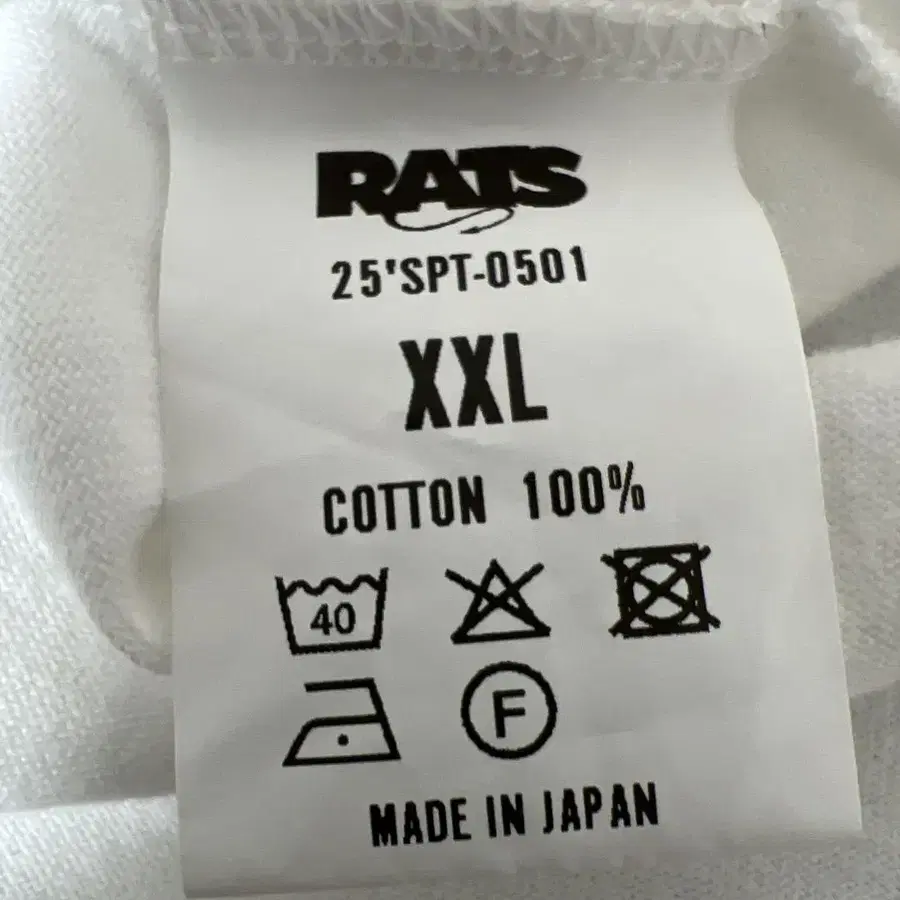 RATS
25'SPT-0501
XXL
COTTON 100%
40
F
MADE IN JAPAN